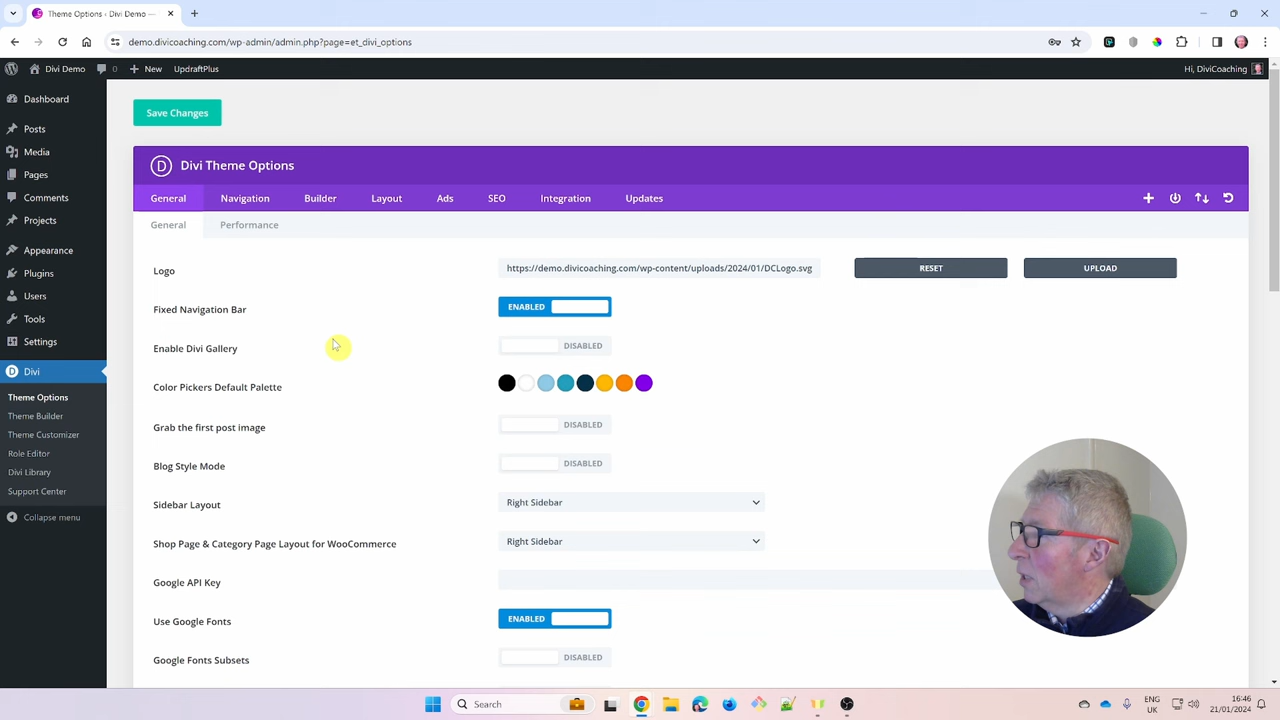 Theme Options ‹ Divi Demo —
demo.divicoaching.com/wp-admin/admin.php?page=et_divi_options
Divi Demo
0
New
UpdraftPlus
Hi, DiviCoaching
Dashboard
Posts
Media
Pages
Comments
Projects
Appearance
Plugins
Users
Tools
Settings
Divi
Theme Options
Theme Builder
Theme Customizer
Role Editor
Divi Library
Support Center
Collapse menu
Save Changes
D Divi Theme Options
General Navigation Builder Layout Ads SEO Integration Updates
General Performance
Logo https://demo.divicoaching.com/wp-content/uploads/2024/01/DCLogo.svg RESET UPLOAD
Fixed Navigation Bar ENABLED
Enable Divi Gallery DISABLED
Color Pickers Default Palette
Grab the first post image DISABLED
Blog Style Mode DISABLED
Sidebar Layout Right Sidebar
Shop Page & Category Page Layout for WooCommerce Right Sidebar
Google API Key
Use Google Fonts ENABLED
Google Fonts Subsets DISABLED
Search
ENG
UK
16:46
21/01/2024